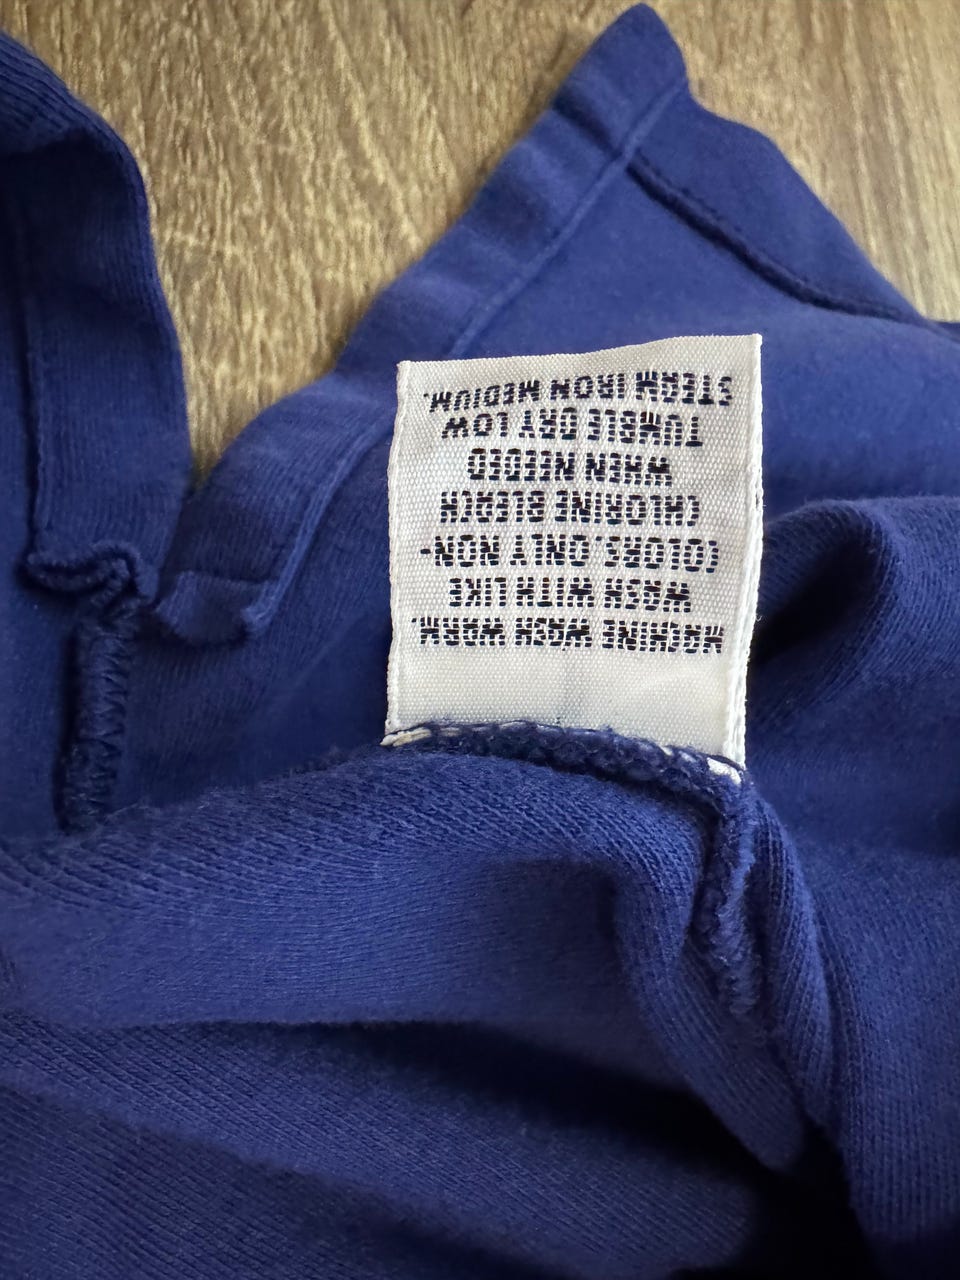 MACHINE WASH WARM.
WASH WITH LIKE
COLORS. ONLY NON-
CHLORINE BLEACH
WHEN NEEDED
TUMBLE DRY LOW.
STEAM IRON MEDIUM.